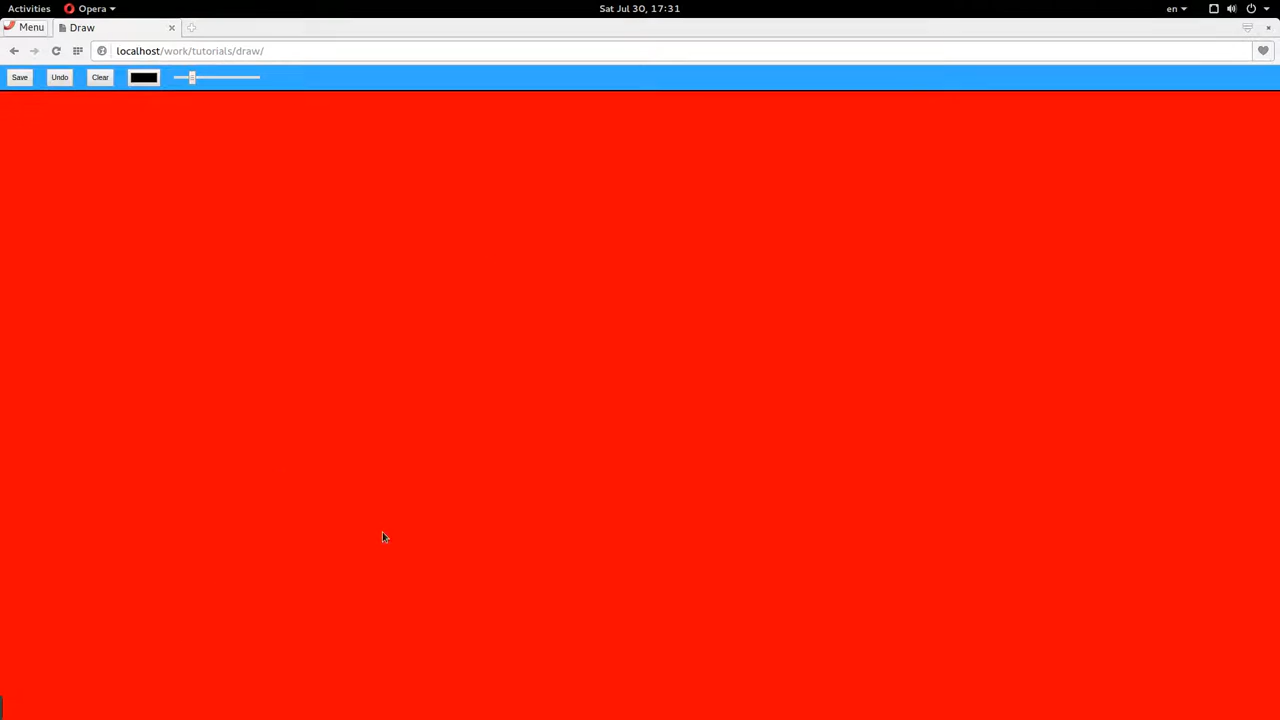 Activities Opera Sat Jul 30, 17:31 en
Menu Draw
localhost/work/tutorials/draw/
Save Undo Clear